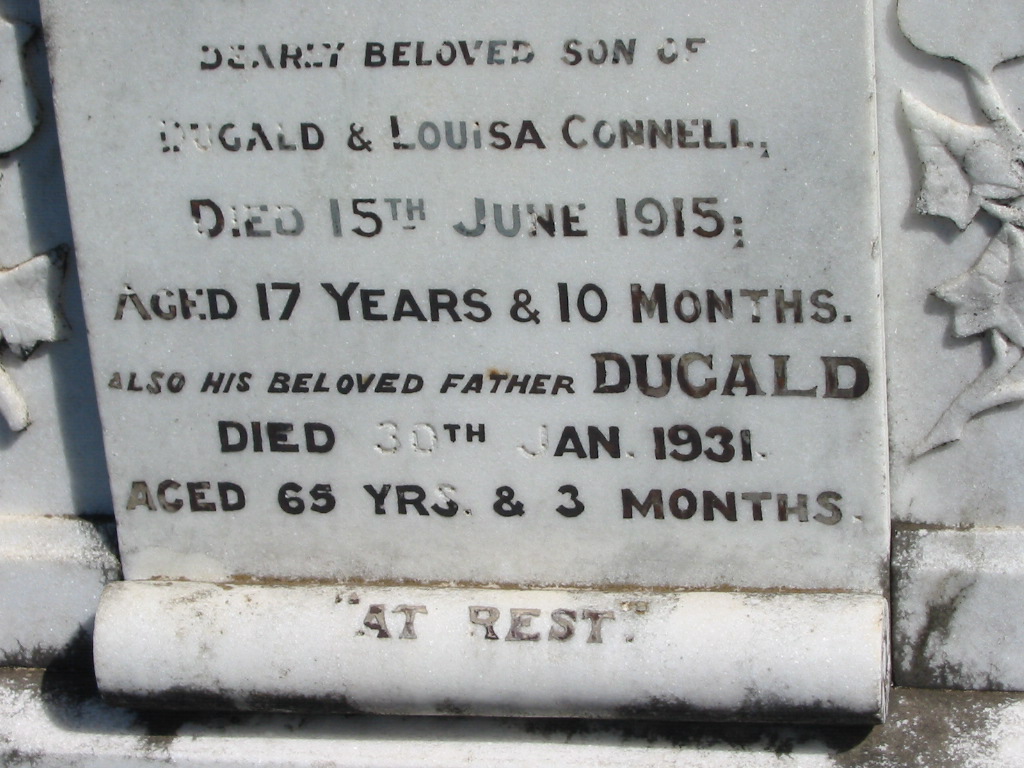 DEARLY BELOVED SON OF
DUGALD & LOUISA CONNELL,
DIED 15TH JUNE 1915;
AGED 17 YEARS & 10 MONTHS.
ALSO HIS BELOVED FATHER DUGALD
DIED 30TH JAN. 1931.
AGED 65 YRS. & 3 MONTHS.
"AT REST."